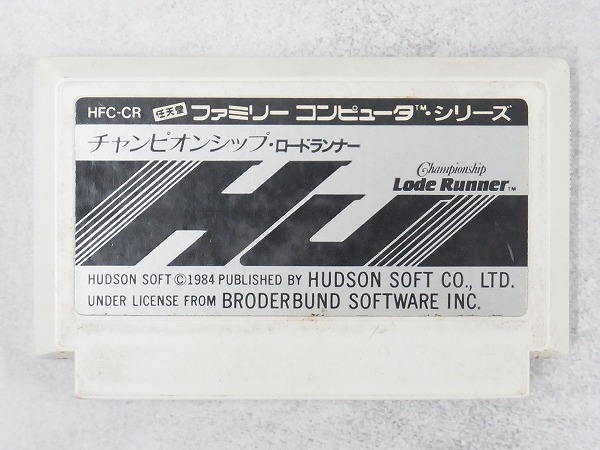 HFC-CR 任天堂 ファミリー コンピュータ™・シリーズ
チャンピオンシップ・ロードランナー
Championship
Lode Runner™
HU
HUDSON SOFT ©1984 PUBLISHED BY HUDSON SOFT CO., LTD.
UNDER LICENSE FROM BRODERBUND SOFTWARE INC.